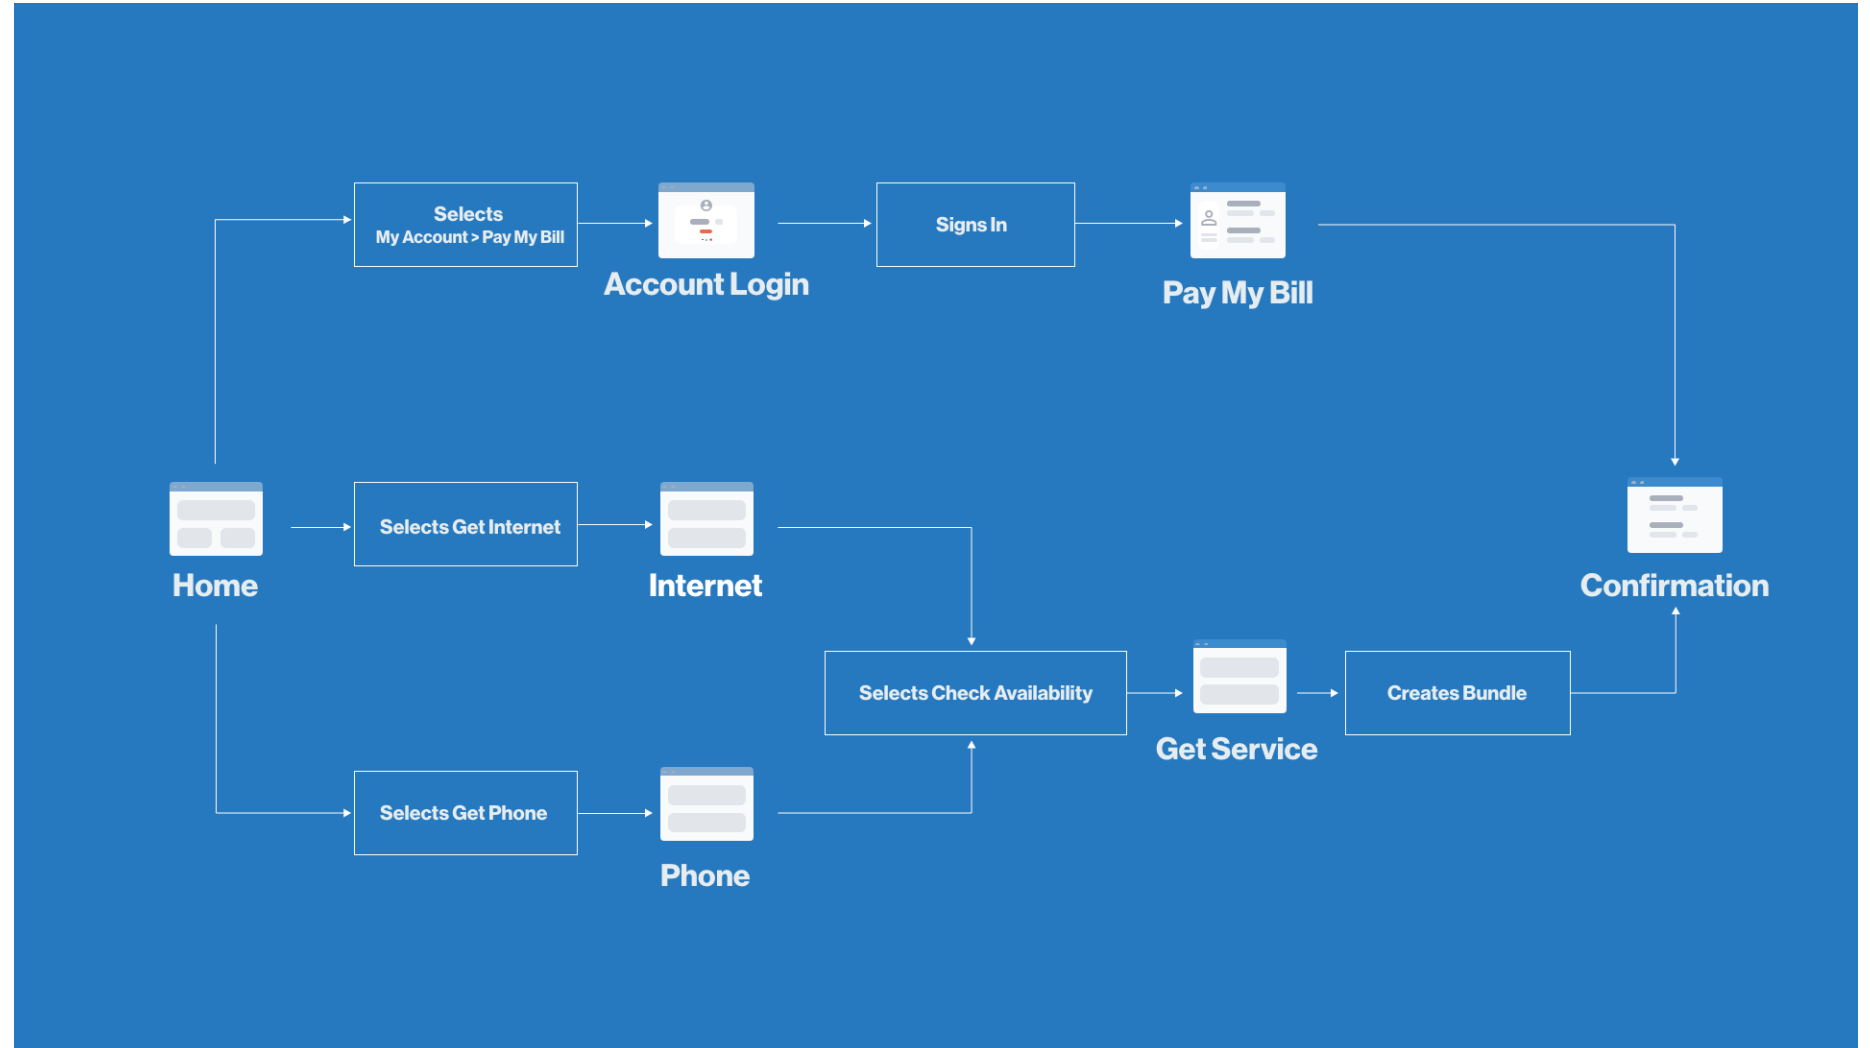 Selects
My Account > Pay My Bill
Account Login
Signs In
Pay My Bill
Home
Selects Get Internet
Internet
Confirmation
Selects Check Availability
Get Service
Creates Bundle
Selects Get Phone
Phone